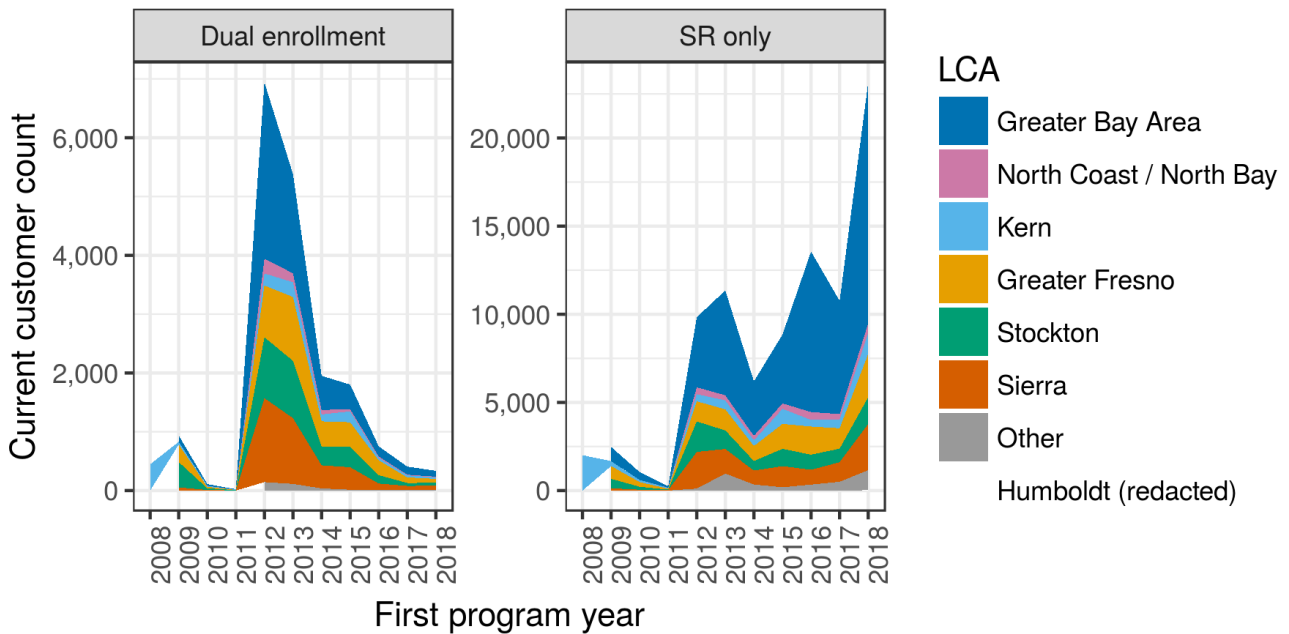 Dual enrollment
SR only
Current customer count
6,000
4,000
2,000
0
20,000
15,000
10,000
5,000
0
2008
2009
2010
2011
2012
2013
2014
2015
2016
2017
2018
2008
2009
2010
2011
2012
2013
2014
2015
2016
2017
2018
First program year
LCA
Greater Bay Area
North Coast / North Bay
Kern
Greater Fresno
Stockton
Sierra
Other
Humboldt (redacted)